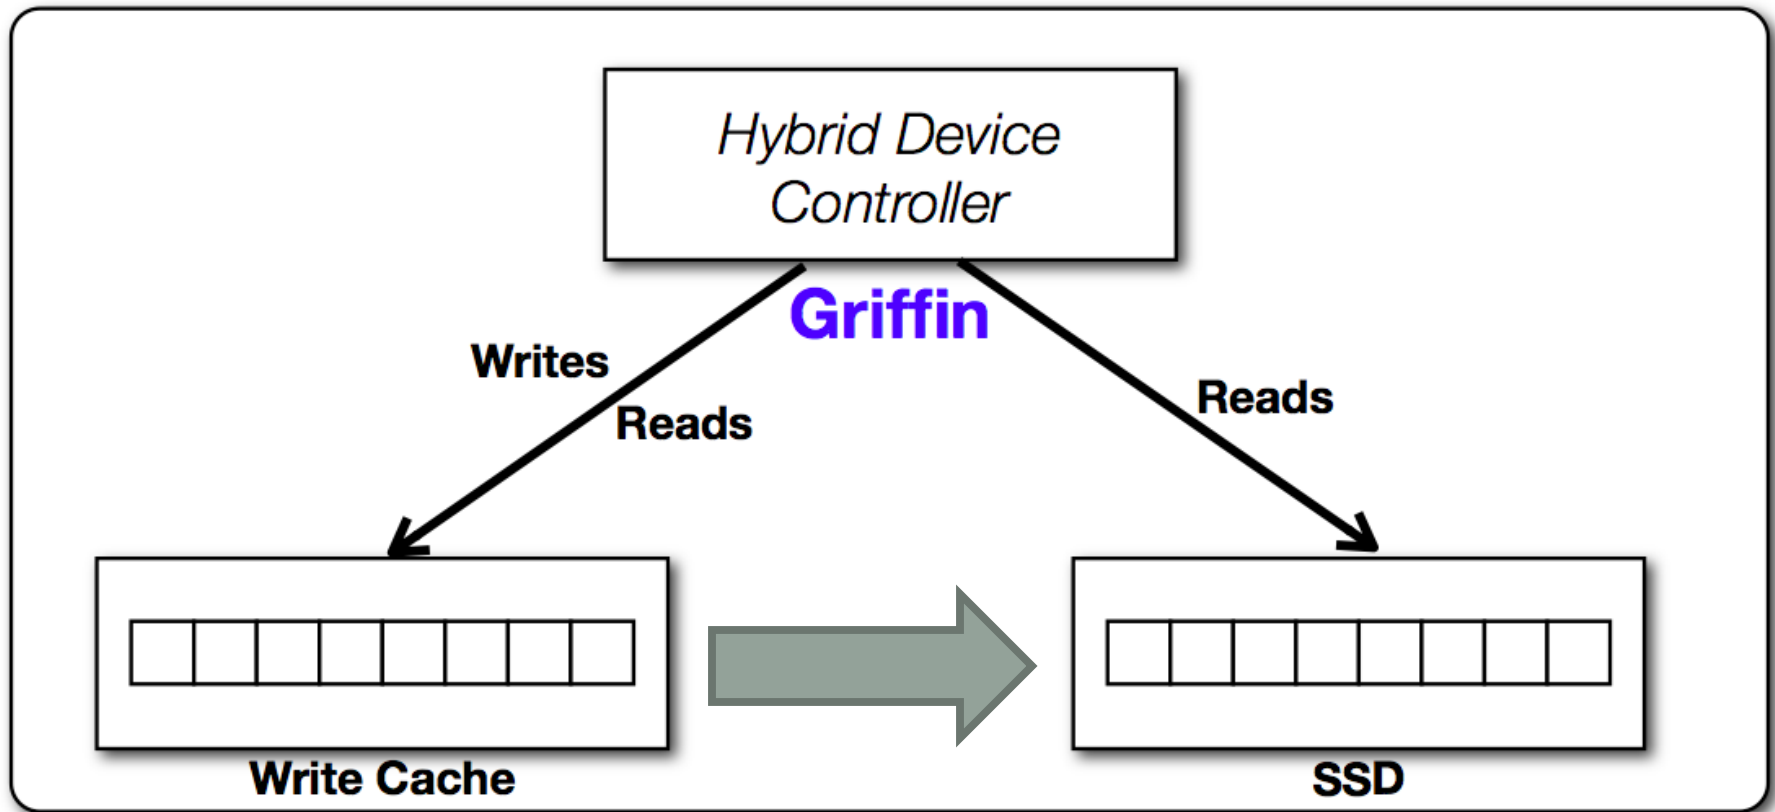 Hybrid Device
Controller
Griffin
Writes
Reads
Reads
Write Cache
SSD